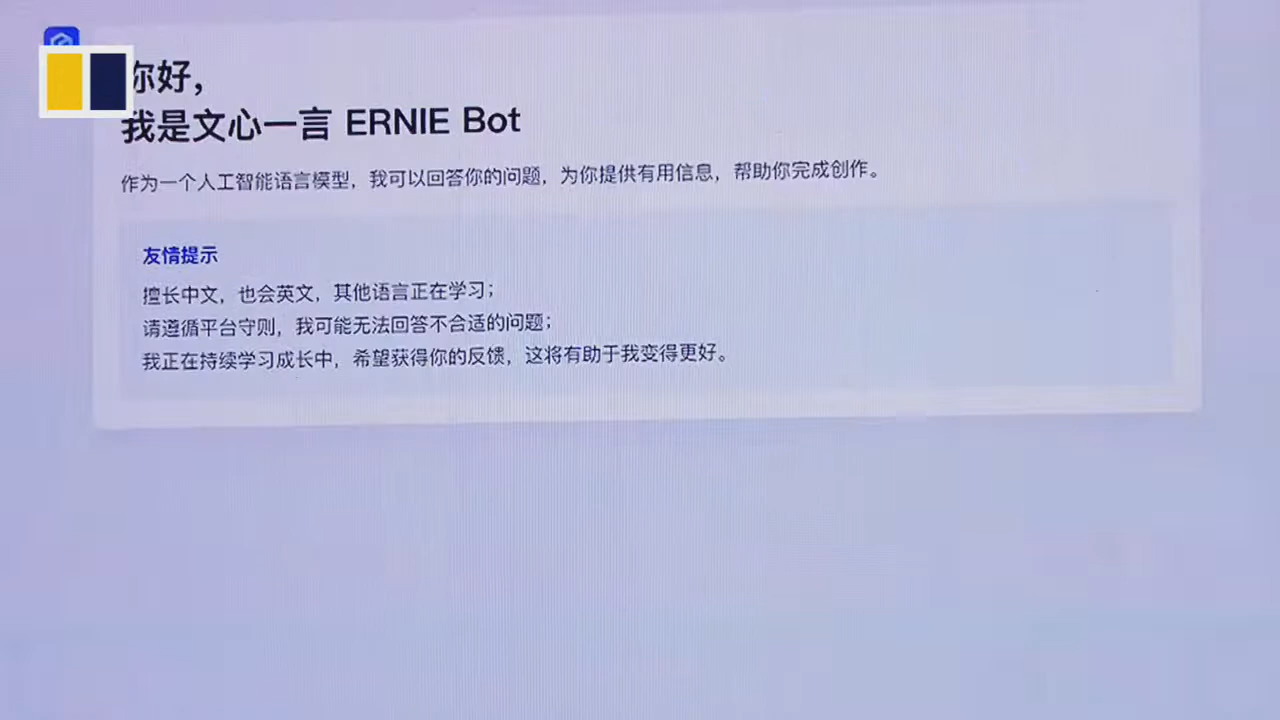 你好，
我是文心一言 ERNIE Bot
作为一个人工智能语言模型，我可以回答你的问题，为你提供有用信息，帮助你完成创作。
友情提示
擅长中文，也会英文，其他语言正在学习；
请遵循平台守则，我可能无法回答不合适的问题；
我正在持续学习成长中，希望获得你的反馈，这将有助于我变得更好。